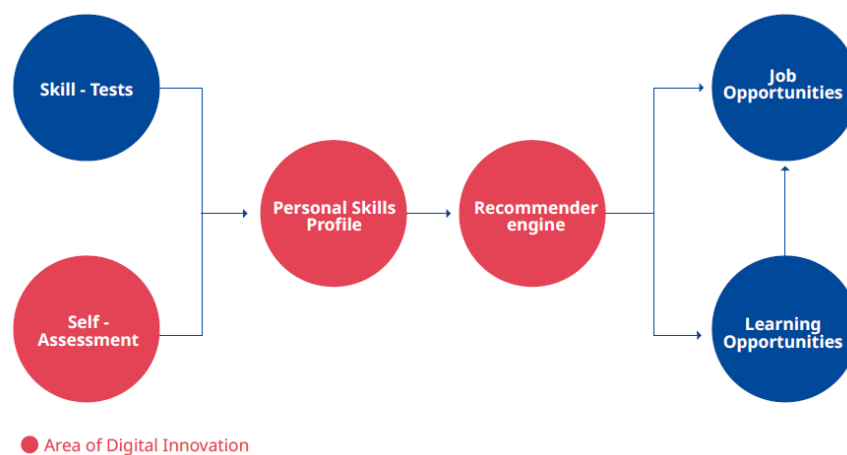 Skill - Tests
Self -
Assessment
Personal Skills
Profile
Recommender
engine
Job
Opportunities
Learning
Opportunities
Area of Digital Innovation